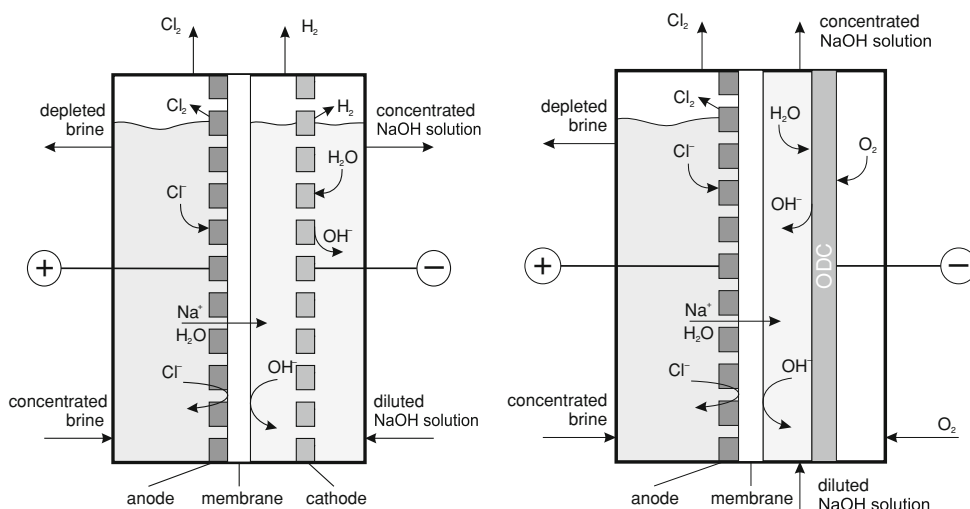 Cl₂
H₂
depleted
brine
Cl₂
H₂
concentrated
NaOH solution
H₂O
Cl⁻
OH⁻
+
−
Na⁺
H₂O
Cl⁻
OH⁻
concentrated
brine
diluted
NaOH solution
anode
membrane
cathode
Cl₂
concentrated
NaOH solution
depleted
brine
Cl₂
H₂O
O₂
Cl⁻
OH⁻
ODC
+
−
Na⁺
H₂O
Cl⁻
OH⁻
concentrated
brine
O₂
anode
membrane
diluted
NaOH solution